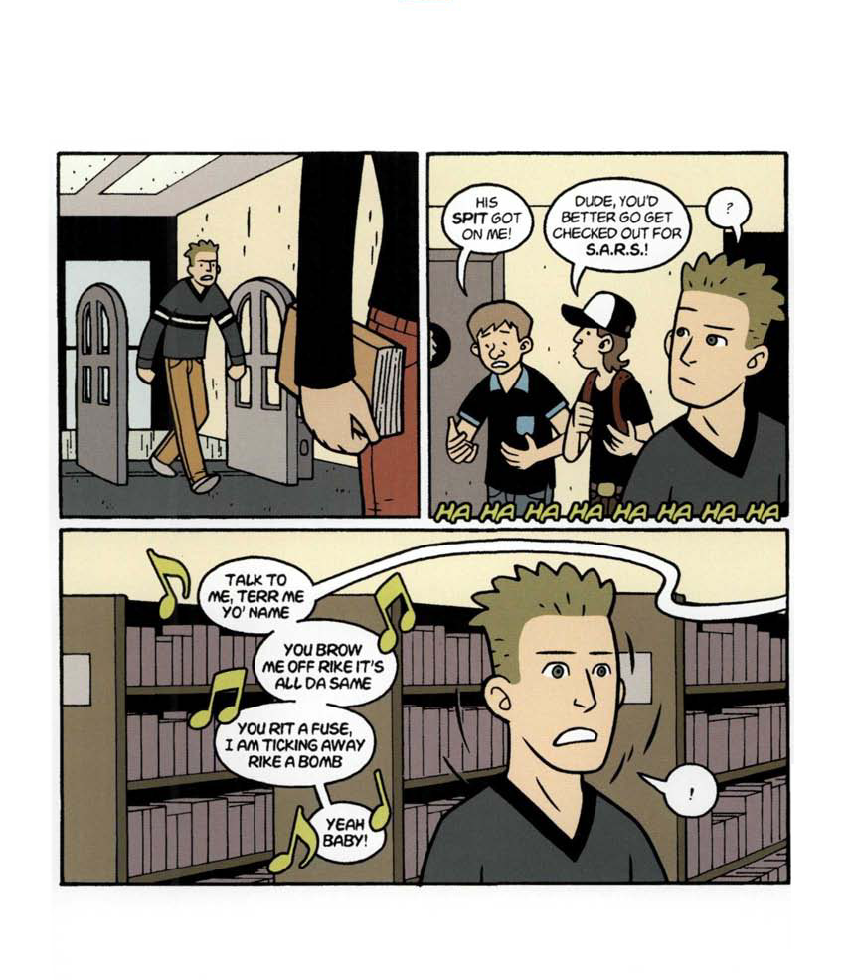 HIS
SPIT GOT
ON ME!
DUDE, YOU'D
BETTER GO GET
CHECKED OUT FOR
S.A.R.S.!
?
HA HA HA HA HA HA HA HA
TALK TO
ME, TERR ME
YO' NAME
YOU BROW
ME OFF RIKE IT'S
ALL DA SAME
YOU RIT A FUSE,
I AM TICKING AWAY
RIKE A BOMB
YEAH
BABY!
!